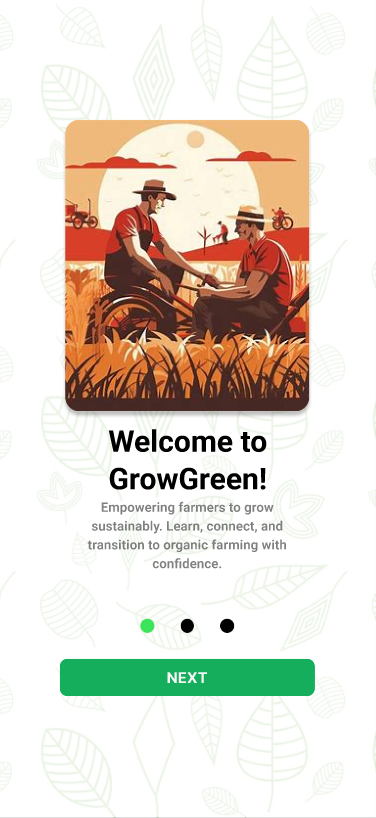 Welcome to
GrowGreen!
Empowering farmers to grow
sustainably. Learn, connect, and
transition to organic farming with
confidence.
NEXT